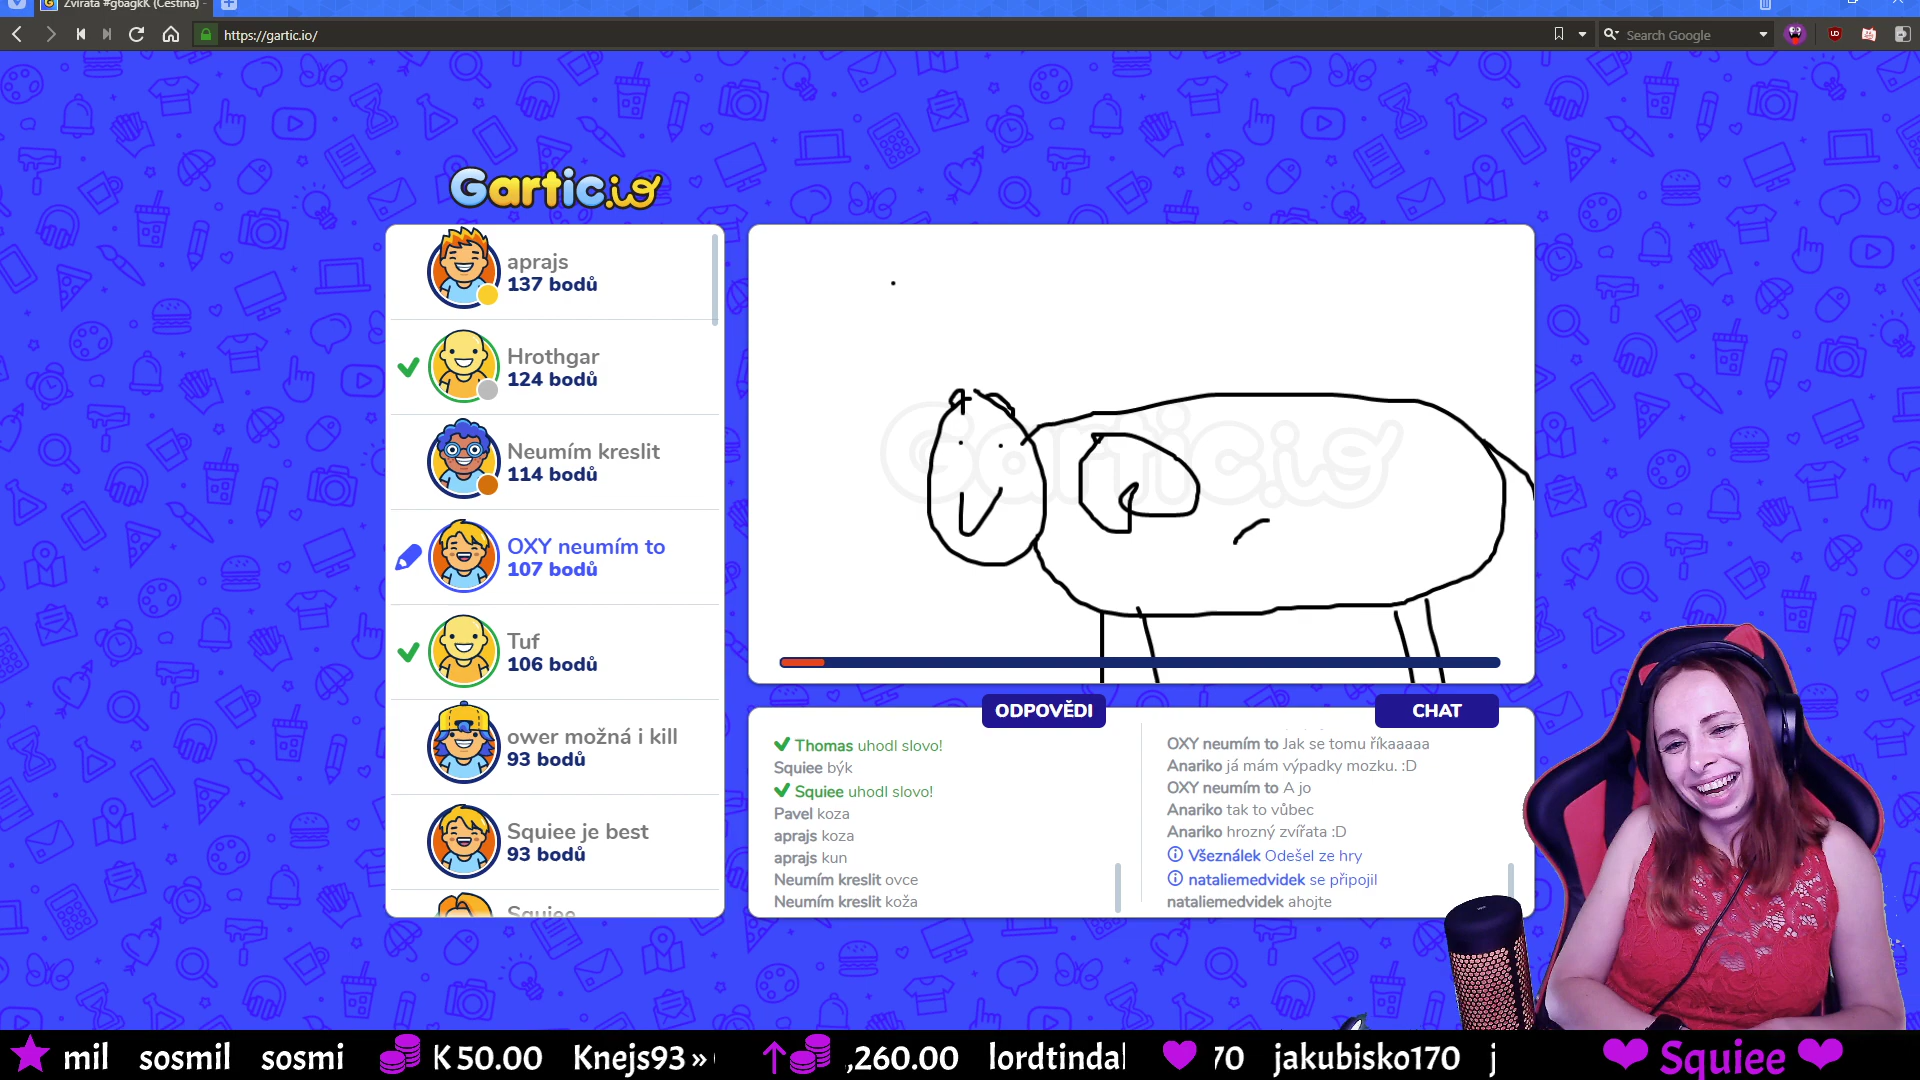 Zvířata #gbagkK (Čeština) -
https://gartic.io/
Search Google
Gartic.io
aprajs
137 bodů
Hrothgar
124 bodů
Neumím kreslit
114 bodů
OXY neumím to
107 bodů
Tuf
106 bodů
ower možná i kill
93 bodů
Squiee je best
93 bodů
Squiee
Gartic.io
ODPOVĚDI
Thomas uhodl slovo!
Squiee býk
Squiee uhodl slovo!
Pavel koza
aprajs koza
aprajs kun
Neumím kreslit ovce
Neumím kreslit koža
CHAT
OXY neumím to Jak se tomu říkaaaaa
Anariko já mám výpadky mozku. :D
OXY neumím to A jo
Anariko tak to vůbec
Anariko hrozný zvířata :D
Všeználek Odešel ze hry
nataliemedvidek se připojil
nataliemedvidek ahojte
mil sosmil sosmi K50.00 Knejs93 » ,260.00 lordtindal 70 jakubisko170 j Squiee